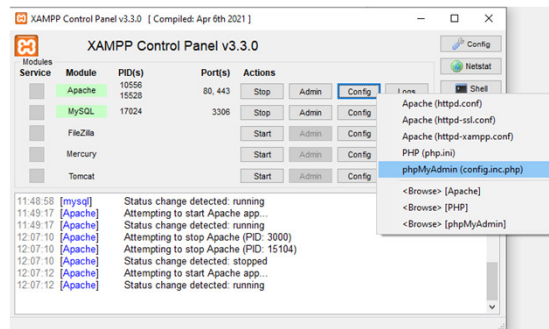 XAMPP Control Panel v3.3.0 [ Compiled: Apr 6th 2021 ]
XAMPP Control Panel v3.3.0
Config
Netstat
Shell
Modules
Service Module PID(s) Port(s) Actions
Apache 10556 15528 80, 443 Stop Admin Config Logs
MySQL 17024 3306 Stop Admin Config
FileZilla Start Admin Config
Mercury Start Admin Config
Tomcat Start Admin Config
Apache (httpd.conf)
Apache (httpd-ssl.conf)
Apache (httpd-xampp.conf)
PHP (php.ini)
phpMyAdmin (config.inc.php)
<Browse> [Apache]
<Browse> [PHP]
<Browse> [phpMyAdmin]
11:48:58 [mysql] Status change detected: running
11:49:17 [Apache] Attempting to start Apache app...
11:49:17 [Apache] Status change detected: running
12:07:10 [Apache] Attempting to stop Apache (PID: 3000)
12:07:10 [Apache] Attempting to stop Apache (PID: 15104)
12:07:10 [Apache] Status change detected: stopped
12:07:12 [Apache] Attempting to start Apache app...
12:07:12 [Apache] Status change detected: running